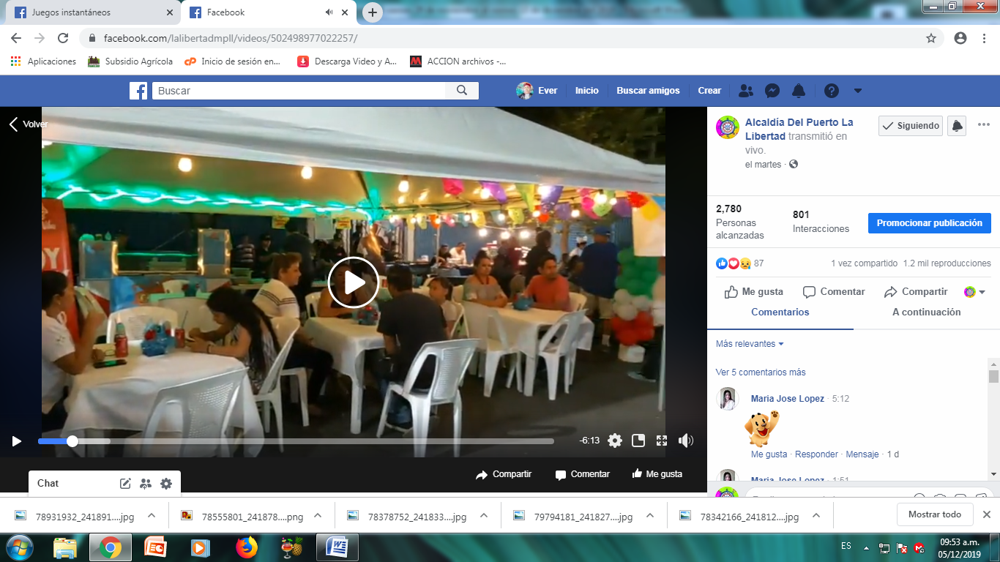 Juegos instantáneos
Facebook
facebook.com/lalibertadmpll/videos/502498977022257/
Aplicaciones
Subsidio Agrícola
Inicio de sesión en...
Descarga Video y A...
ACCION archivos -...
Buscar
Ever
Inicio
Buscar amigos
Crear
Volver
Alcaldía Del Puerto La
Libertad transmitió en
vivo.
el martes ·
Siguiendo
2,780
Personas
alcanzadas
801
Interacciones
Promocionar publicación
87
1 vez compartido 1.2 mil reproducciones
Me gusta
Comentar
Compartir
Comentarios
A continuación
Más relevantes
Ver 5 comentarios más
Maria Jose Lopez · 5:12
Me gusta · Responder · Mensaje · 1 d
Maria Jose Lopez · 1:51
-6:13
Compartir
Comentar
Me gusta
Chat
78931932_241891....jpg
78555801_241878....png
78378752_241833....jpg
79794181_241827....jpg
78342166_241812....jpg
Mostrar todo
ES
09:53 a.m.
05/12/2019